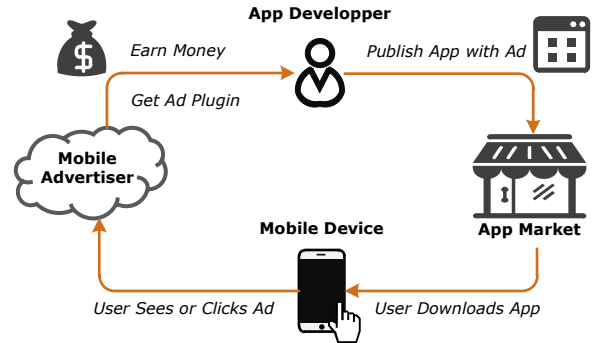 App Developper
Earn Money
Publish App with Ad
$
Get Ad Plugin
Mobile
Advertiser
App Market
Mobile Device
User Sees or Clicks Ad
User Downloads App